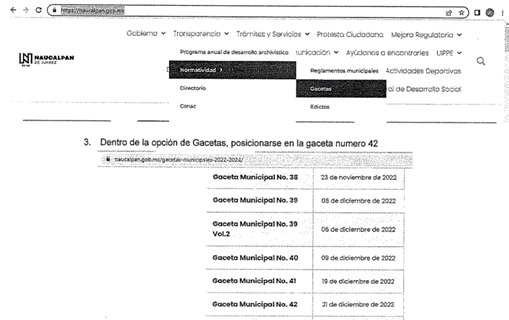 https://naucalpan.gob.mx
Gobierno Transparencia Trámites y Servicios Protesta Ciudadana Mejora Regulatoria
Programa anual de desarrollo archivístico Ayúdanos a encontrarles UIPPE
NAUCALPAN
DE JUÁREZ
Normatividad Reglamentos municipales Actividades Deportivas
Directorio Gacetas de Desarrollo Social
Conac Edictos
3. Dentro de la opción de Gacetas, posicionarse en la gaceta numero 42
naucalpan.gob.mx/gacetas-municipales-2022-2024/
Gaceta Municipal No. 38 23 de noviembre de 2022
Gaceta Municipal No. 39 05 de diciembre de 2022
Gaceta Municipal No. 39
Vol.2 06 de diciembre de 2022
Gaceta Municipal No. 40 09 de diciembre de 2022
Gaceta Municipal No. 41 19 de diciembre de 2022
Gaceta Municipal No. 42 21 de diciembre de 2022